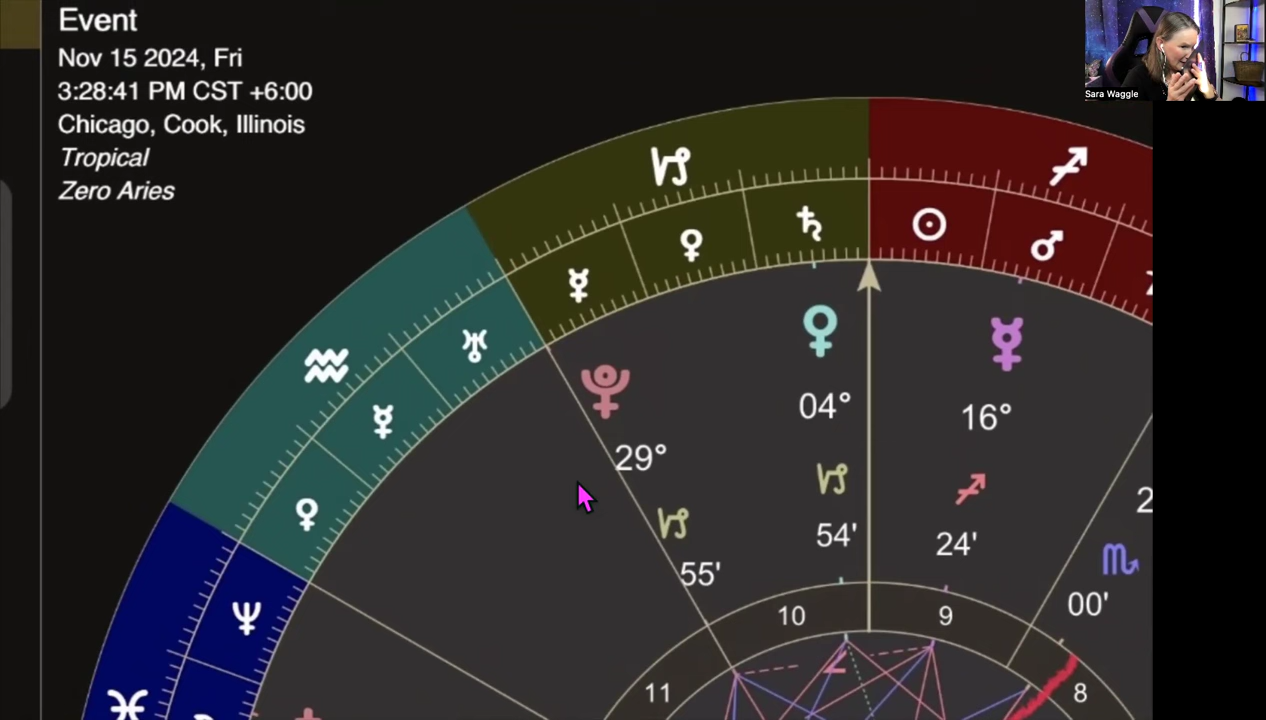 Event
Nov 15 2024, Fri
3:28:41 PM CST +6:00
Chicago, Cook, Illinois
Tropical
Zero Aries
Sara Waggle
♑ ♐
♄ ☉
♀ ♂
☿
♒ ♅
☿
♀
♆
♓
♇ 29° ♑ 55'
♀ 04° ♑ 54'
☿ 16° ♐ 24'
♏ 00'
11
10
9
8